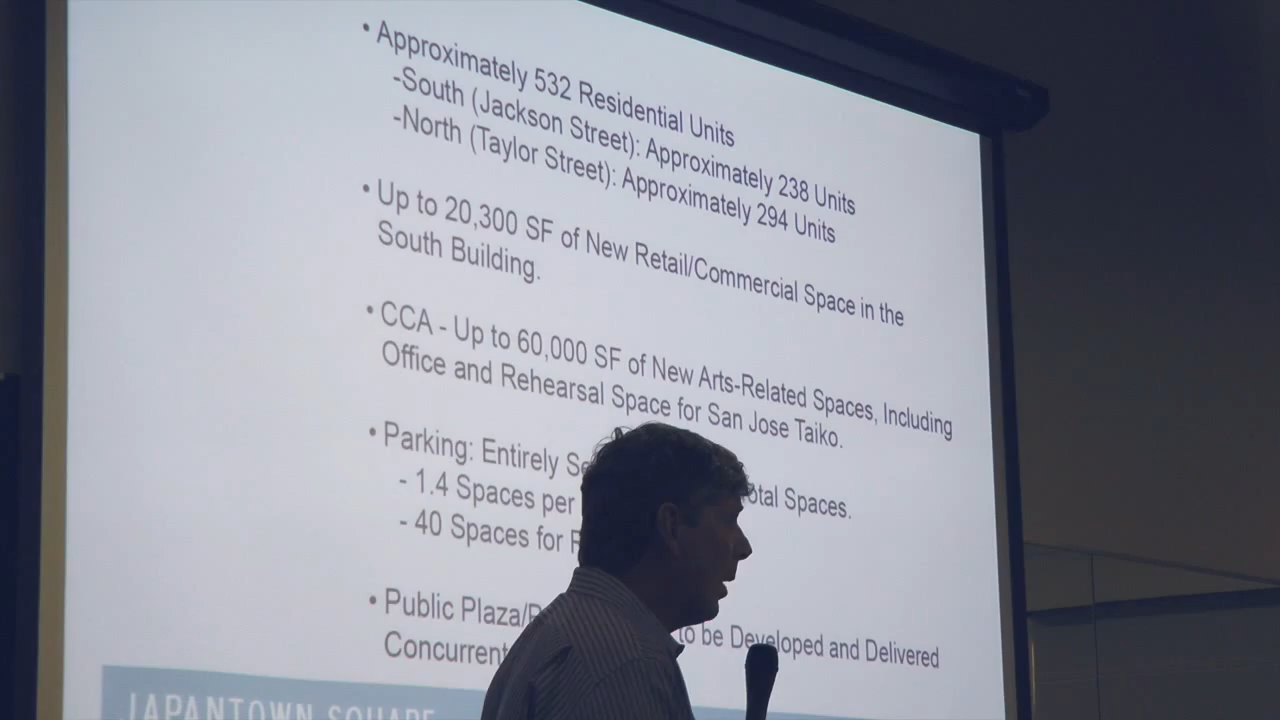 • Approximately 532 Residential Units
-South (Jackson Street): Approximately 238 Units
-North (Taylor Street): Approximately 294 Units
• Up to 20,300 SF of New Retail/Commercial Space in the
South Building.
• CCA - Up to 60,000 SF of New Arts-Related Spaces, Including
Office and Rehearsal Space for San Jose Taiko.
• Parking: Entirely Spaces.
- 1.4 Spaces per
- 40 Spaces for
• Public Plaza/ to be Developed and Delivered
JAPANTOWN SQUARE